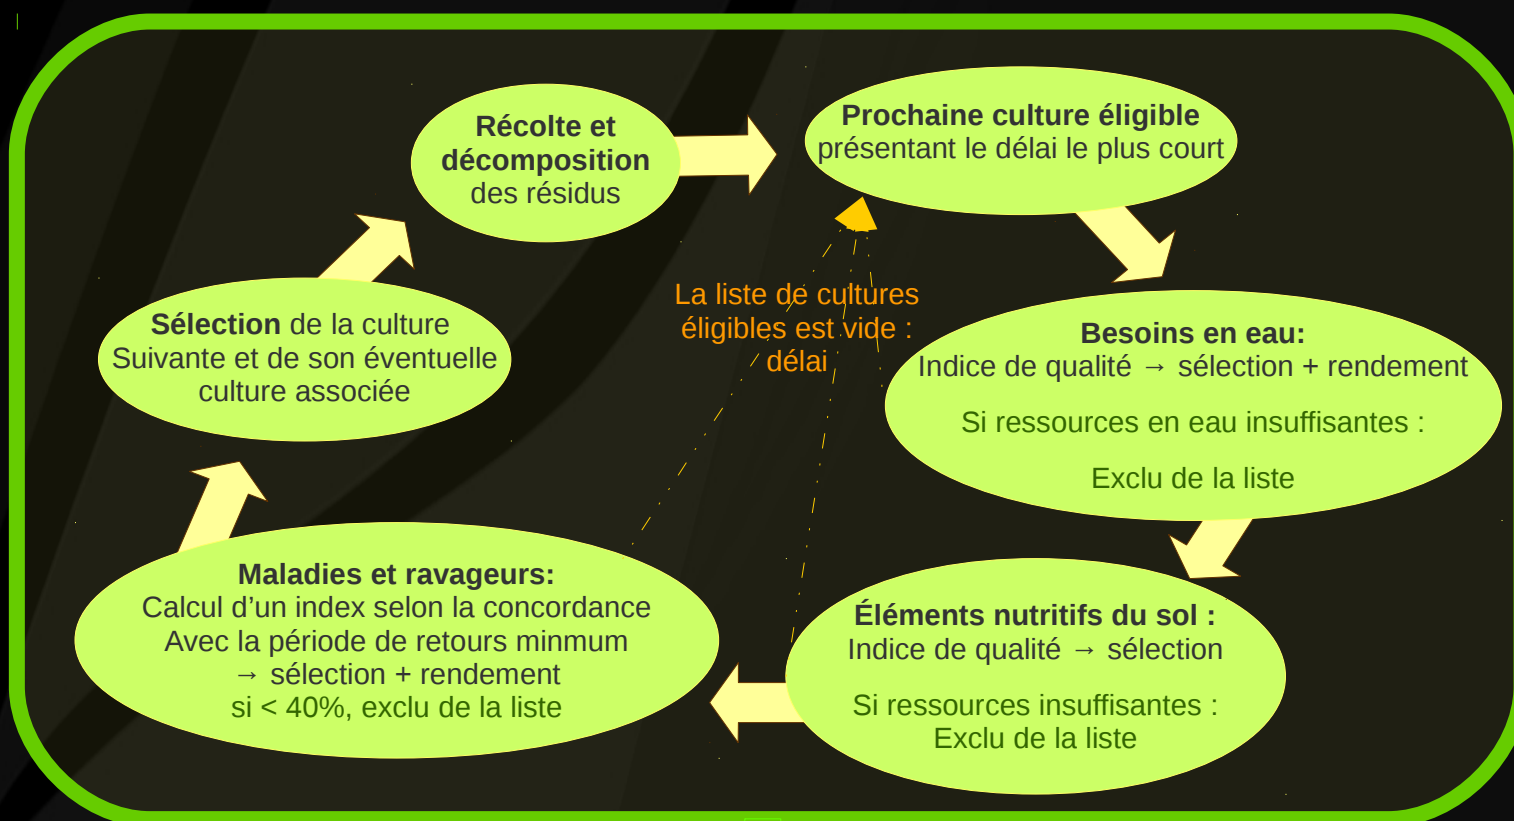 Récolte et
décomposition
des résidus
Prochaine culture éligible
présentant le délai le plus court
La liste de cultures
éligibles est vide :
délai
Sélection de la culture
Suivante et de son éventuelle
culture associée
Besoins en eau:
Indice de qualité → sélection + rendement
Si ressources en eau insuffisantes :
Exclu de la liste
Maladies et ravageurs:
Calcul d’un index selon la concordance
Avec la période de retours minmum
→ sélection + rendement
si < 40%, exclu de la liste
Éléments nutritifs du sol :
Indice de qualité → sélection
Si ressources insuffisantes :
Exclu de la liste